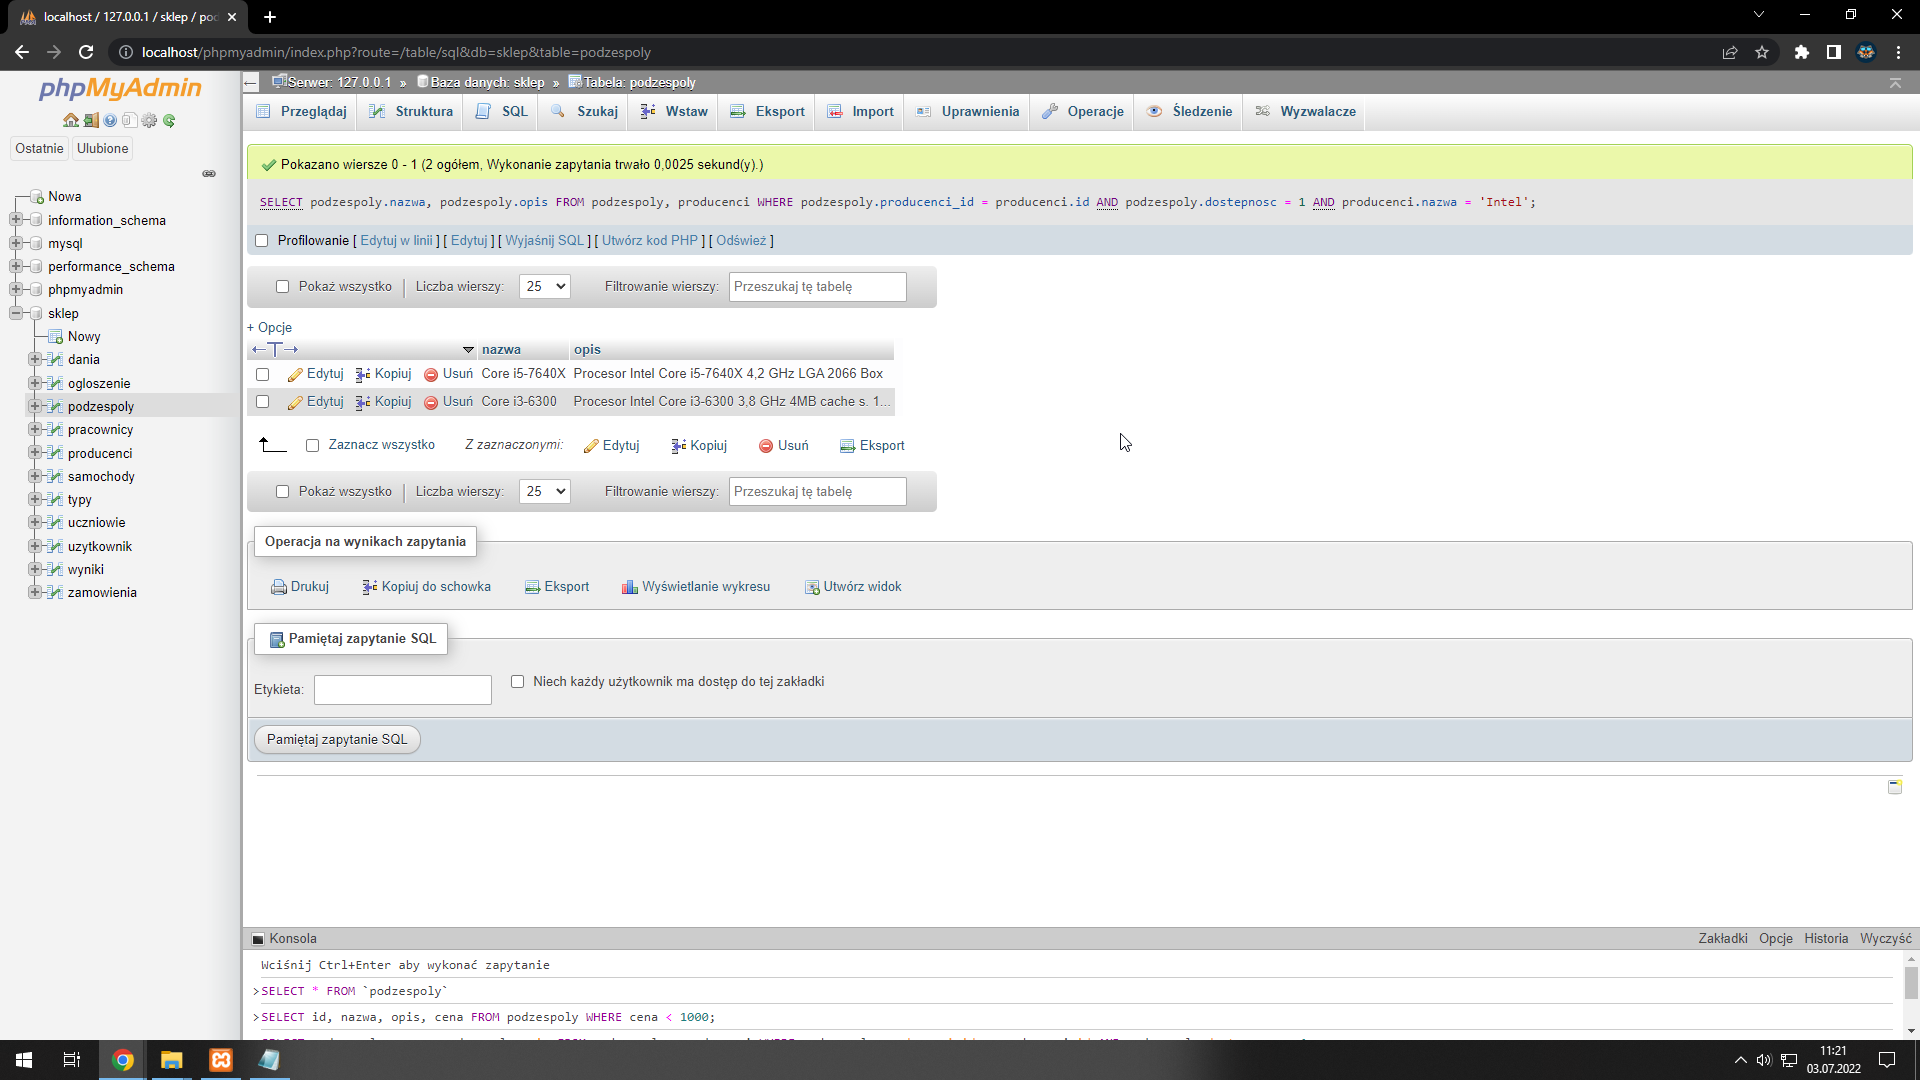 localhost / 127.0.0.1 / sklep / pod
localhost/phpmyadmin/index.php?route=/table/sql&db=sklep&table=podzespoly
phpMyAdmin
Ostatnie
Ulubione
Nowa
information_schema
mysql
performance_schema
phpmyadmin
sklep
Nowy
dania
ogloszenie
podzespoly
pracownicy
producenci
samochody
typy
uczniowie
uzytkownik
wyniki
zamowienia
Serwer: 127.0.0.1 » Baza danych: sklep » Tabela: podzespoly
Przeglądaj Struktura SQL Szukaj Wstaw Eksport Import Uprawnienia Operacje Śledzenie Wyzwalacze
Pokazano wiersze 0 - 1 (2 ogółem, Wykonanie zapytania trwało 0,0025 sekund(y).)
SELECT podzespoly.nazwa, podzespoly.opis FROM podzespoly, producenci WHERE podzespoly.producenci_id = producenci.id AND podzespoly.dostepnosc = 1 AND producenci.nazwa = 'Intel';
Profilowanie [ Edytuj w linii ] [ Edytuj ] [ Wyjaśnij SQL ] [ Utwórz kod PHP ] [ Odśwież ]
Pokaż wszystko | Liczba wierszy: 25 Filtrowanie wierszy: Przeszukaj tę tabelę
+ Opcje
nazwa opis
Edytuj Kopiuj Usuń Core i5-7640X Procesor Intel Core i5-7640X 4,2 GHz LGA 2066 Box
Edytuj Kopiuj Usuń Core i3-6300 Procesor Intel Core i3-6300 3,8 GHz 4MB cache s. 1...
Zaznacz wszystko Z zaznaczonymi: Edytuj Kopiuj Usuń Eksport
Pokaż wszystko | Liczba wierszy: 25 Filtrowanie wierszy: Przeszukaj tę tabelę
Operacja na wynikach zapytania
Drukuj Kopiuj do schowka Eksport Wyświetlanie wykresu Utwórz widok
Pamiętaj zapytanie SQL
Etykieta: Niech każdy użytkownik ma dostęp do tej zakładki
Pamiętaj zapytanie SQL
Konsola Zakładki Opcje Historia Wyczyść
Wciśnij Ctrl+Enter aby wykonać zapytanie
>SELECT * FROM `podzespoly`
>SELECT id, nazwa, opis, cena FROM podzespoly WHERE cena < 1000;
11:21
03.07.2022